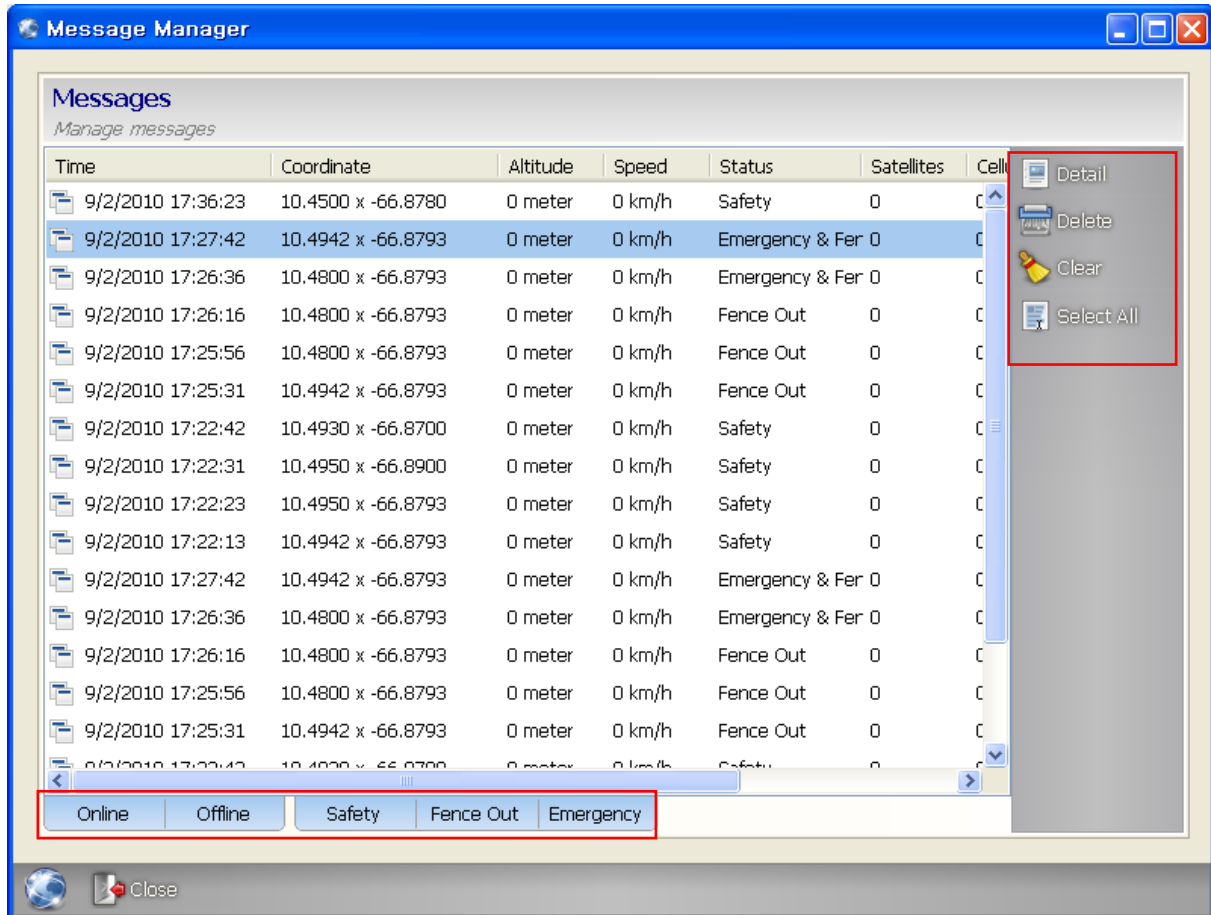 Message Manager
Messages
Manage messages
Time Coordinate Altitude Speed Status Satellites Cellu
9/2/2010 17:36:23 10.4500 x -66.8780 0 meter 0 km/h Safety 0
9/2/2010 17:27:42 10.4942 x -66.8793 0 meter 0 km/h Emergency & Fer 0
9/2/2010 17:26:36 10.4800 x -66.8793 0 meter 0 km/h Emergency & Fer 0
9/2/2010 17:26:16 10.4800 x -66.8793 0 meter 0 km/h Fence Out 0
9/2/2010 17:25:56 10.4800 x -66.8793 0 meter 0 km/h Fence Out 0
9/2/2010 17:25:31 10.4942 x -66.8793 0 meter 0 km/h Fence Out 0
9/2/2010 17:22:42 10.4930 x -66.8700 0 meter 0 km/h Safety 0
9/2/2010 17:22:31 10.4950 x -66.8900 0 meter 0 km/h Safety 0
9/2/2010 17:22:23 10.4950 x -66.8793 0 meter 0 km/h Safety 0
9/2/2010 17:22:13 10.4942 x -66.8793 0 meter 0 km/h Safety 0
9/2/2010 17:27:42 10.4942 x -66.8793 0 meter 0 km/h Emergency & Fer 0
9/2/2010 17:26:36 10.4800 x -66.8793 0 meter 0 km/h Emergency & Fer 0
9/2/2010 17:26:16 10.4800 x -66.8793 0 meter 0 km/h Fence Out 0
9/2/2010 17:25:56 10.4800 x -66.8793 0 meter 0 km/h Fence Out 0
9/2/2010 17:25:31 10.4942 x -66.8793 0 meter 0 km/h Fence Out 0
Detail
Delete
Clear
Select All
Online Offline Safety Fence Out Emergency
Close